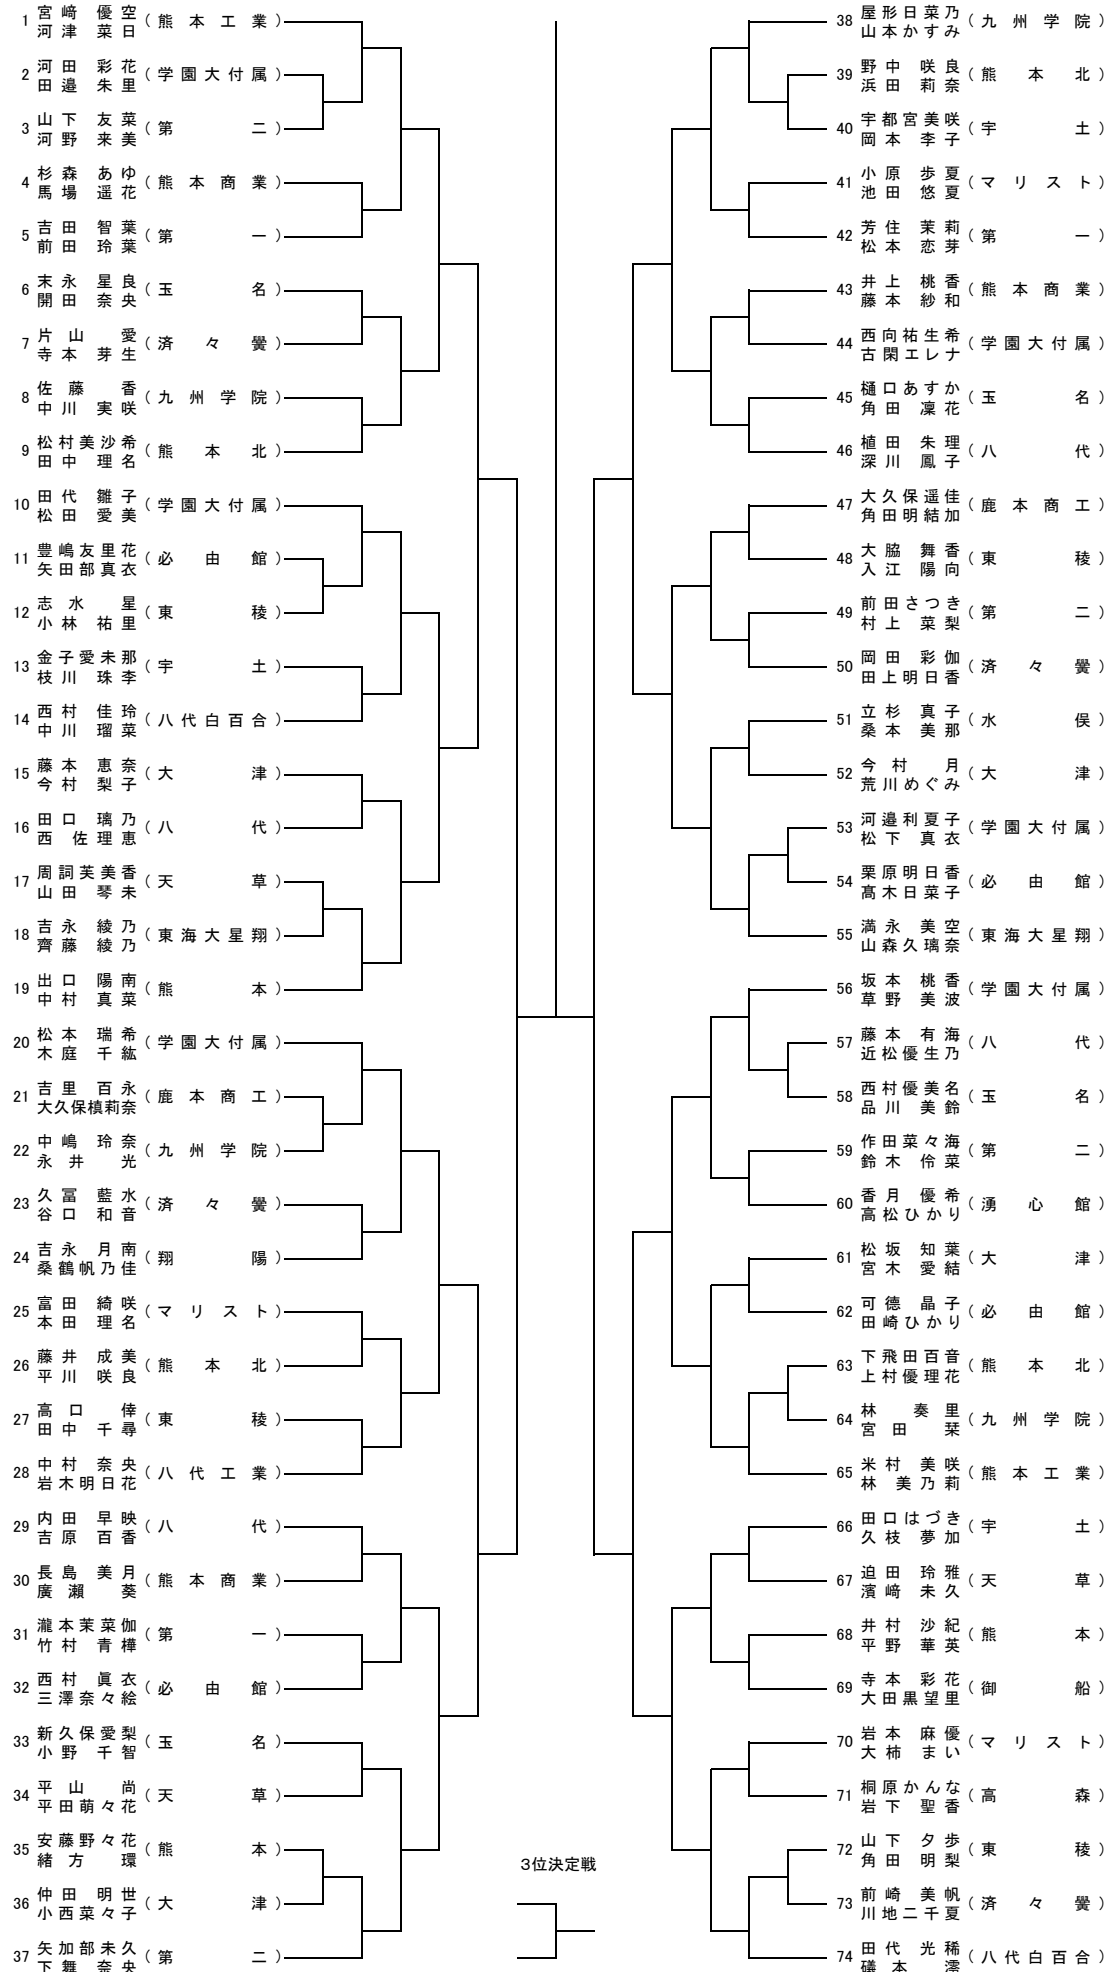 1 宮﨑 優空 (熊本工業)
河津 菜日
2 河田 彩花 (学園大付属)
田邉 朱里
3 山下 友菜 (第二)
河野 来美
4 杉森 あゆ (熊本商業)
馬場 遥花
5 吉田 智葉 (第一)
前田 玲葉
6 末永 星良 (玉名)
開田 奈央
7 片山 愛 (済々黌)
寺本 芽生
8 佐藤 香 (九州学院)
中川 実咲
9 松村美沙希 (熊本北)
田中 理名
10 田代 雛子 (学園大付属)
松田 愛美
11 豊嶋友里花 (必由館)
矢田部真衣
12 志水 星 (東稜)
小林 祐里
13 金子愛未那 (宇土)
枝川 珠李
14 西村 佳玲 (八代白百合)
中川 瑠菜
15 藤本 恵奈 (大津)
今村 梨子
16 田口 璃乃 (八代)
西 佐理恵
17 周詞芙美香 (天草)
山田 琴未
18 吉永 綾乃 (東海大星翔)
齊藤 綾乃
19 出口 陽南 (熊本)
中村 真菜
20 松本 瑞希 (学園大付属)
木庭 千紘
21 吉里 百永 (鹿本商工)
大久保槙莉奈
22 中嶋 玲奈 (九州学院)
永井 光
23 久冨 藍水 (済々黌)
谷口 和音
24 吉永 月南 (翔陽)
桑鶴帆乃佳
25 富田 綺咲 (マリスト)
本田 理名
26 藤井 成美 (熊本北)
平川 咲良
27 高口 倖 (東稜)
田中 千尋
28 中村 奈央 (八代工業)
岩木明日花
29 内田 早映 (八代)
吉原 百香
30 長島 美月 (熊本商業)
廣瀬 葵
31 瀧本茉菜伽 (第一)
竹村 青樺
32 西村 眞衣 (必由館)
三澤奈々絵
33 新久保愛梨 (玉名)
小野 千智
34 平山 尚 (天草)
平田萌々花
35 安藤野々花 (熊本)
緒方 環
36 仲田 明世 (大津)
小西菜々子
37 矢加部未久 (第二)
下舞 奈央
3位決定戦
38 屋形日菜乃 (九州学院)
山本かすみ
39 野中 咲良 (熊本北)
浜田 莉奈
40 宇都宮美咲 (宇土)
岡本 李子
41 小原 歩夏 (マリスト)
池田 悠夏
42 芳住 茉莉 (第一)
松本 恋芽
43 井上 桃香 (熊本商業)
藤本 紗和
44 西向祐生希 (学園大付属)
古閑エレナ
45 樋口あすか (玉名)
角田 凜花
46 植田 朱理 (八代)
深川 鳳子
47 大久保遥佳 (鹿本商工)
角田明結加
48 大脇 舞香 (東稜)
入江 陽向
49 前田さつき (第二)
村上 菜梨
50 岡田 彩伽 (済々黌)
田上明日香
51 立杉 真子 (水俣)
桑本 美那
52 今村 月 (大津)
荒川めぐみ
53 河邉利夏子 (学園大付属)
松下 真衣
54 栗原明日香 (必由館)
髙木日菜子
55 満永 美空 (東海大星翔)
山森久璃奈
56 坂本 桃香 (学園大付属)
草野 美波
57 藤本 有海 (八代)
近松優生乃
58 西村優美名 (玉名)
品川 美鈴
59 作田菜々海 (第二)
鈴木 伶菜
60 香月 優希 (湧心館)
高松ひかり
61 松坂 知葉 (大津)
宮木 愛結
62 可德 晶子 (必由館)
田崎ひかり
63 下飛田百音 (熊本北)
上村優理花
64 林 奏里 (九州学院)
宮田 栞
65 米村 美咲 (熊本工業)
林 美乃莉
66 田口はづき (宇土)
久枝 夢加
67 迫田 玲雅 (天草)
濱﨑 未久
68 井村 沙紀 (熊本)
平野 華英
69 寺本 彩花 (御船)
大田黒望里
70 岩本 麻優 (マリスト)
大柿 まい
71 桐原かんな (高森)
岩下 聖香
72 山下 夕歩 (東稜)
角田 明梨
73 前崎 美帆 (済々黌)
川地二千夏
74 田代 光稀 (八代白百合)
礒本 澪